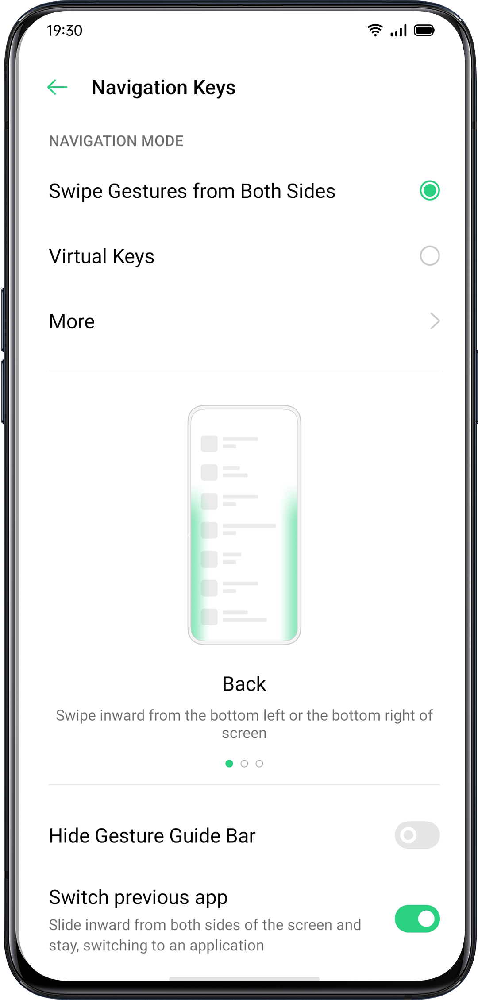 19:30
Navigation Keys
NAVIGATION MODE
Swipe Gestures from Both Sides
Virtual Keys
More
Back
Swipe inward from the bottom left or the bottom right of
screen
Hide Gesture Guide Bar
Switch previous app
Slide inward from both sides of the screen and
stay, switching to an application